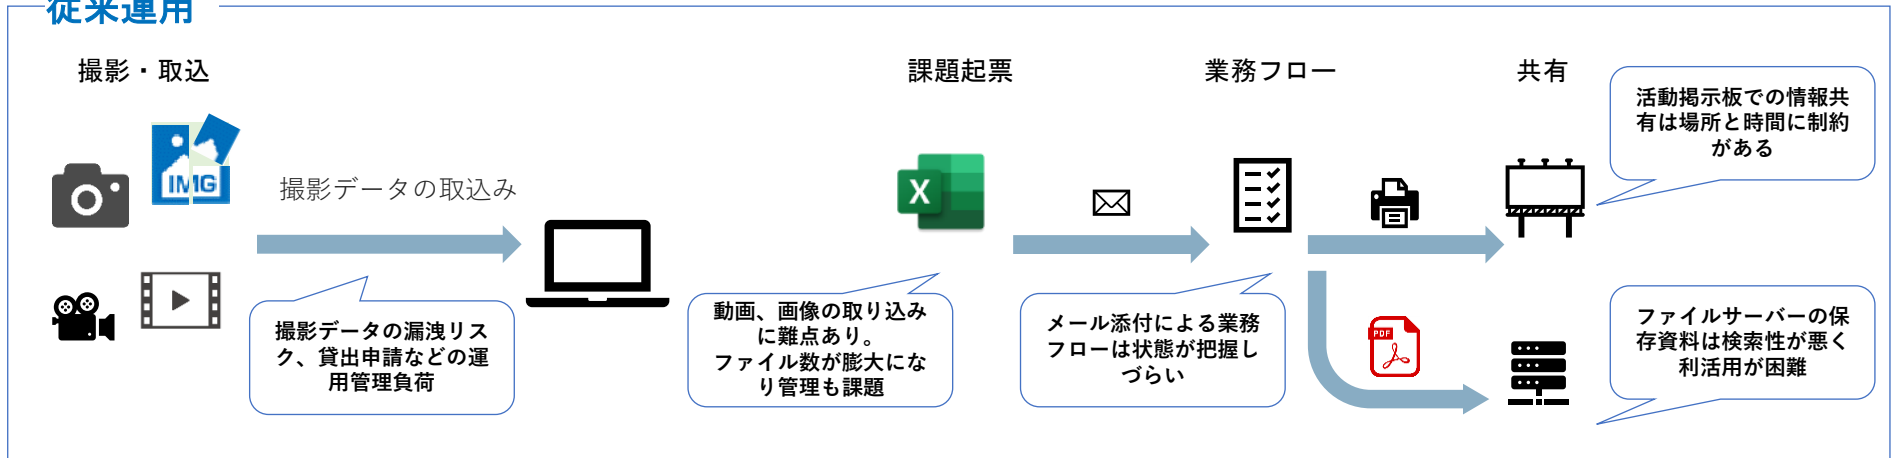 従来運用
撮影・取込
課題起票
業務フロー
共有
IMG
撮影データの取込み
X
PDF
撮影データの漏洩リス
ク、貸出申請などの運
用管理負荷
動画、画像の取り込み
に難点あり。
ファイル数が膨大にな
り管理も課題
メール添付による業務
フローは状態が把握し
づらい
活動掲示板での情報共
有は場所と時間に制約
がある
ファイルサーバーの保
存資料は検索性が悪く
利活用が困難